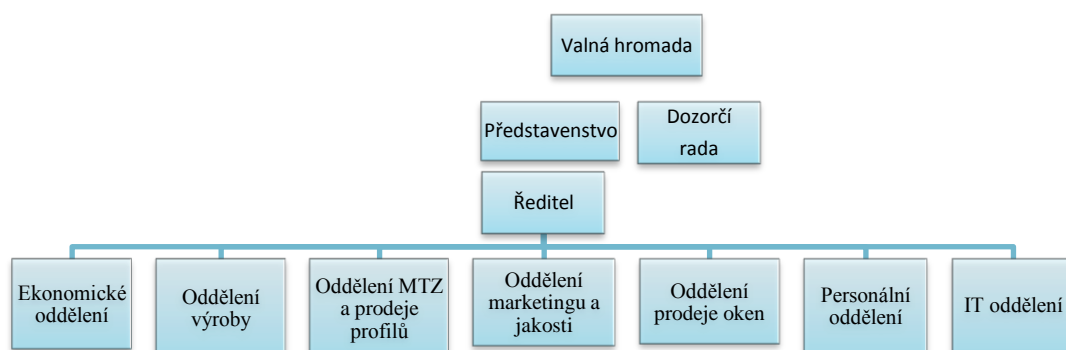 Valná hromada
Představenstvo
Dozorčí
rada
Ředitel
Ekonomické
oddělení
Oddělení
výroby
Oddělení MTZ
a prodeje
profilů
Oddělení
marketingu a
jakosti
Oddělení
prodeje oken
Personální
oddělení
IT oddělení